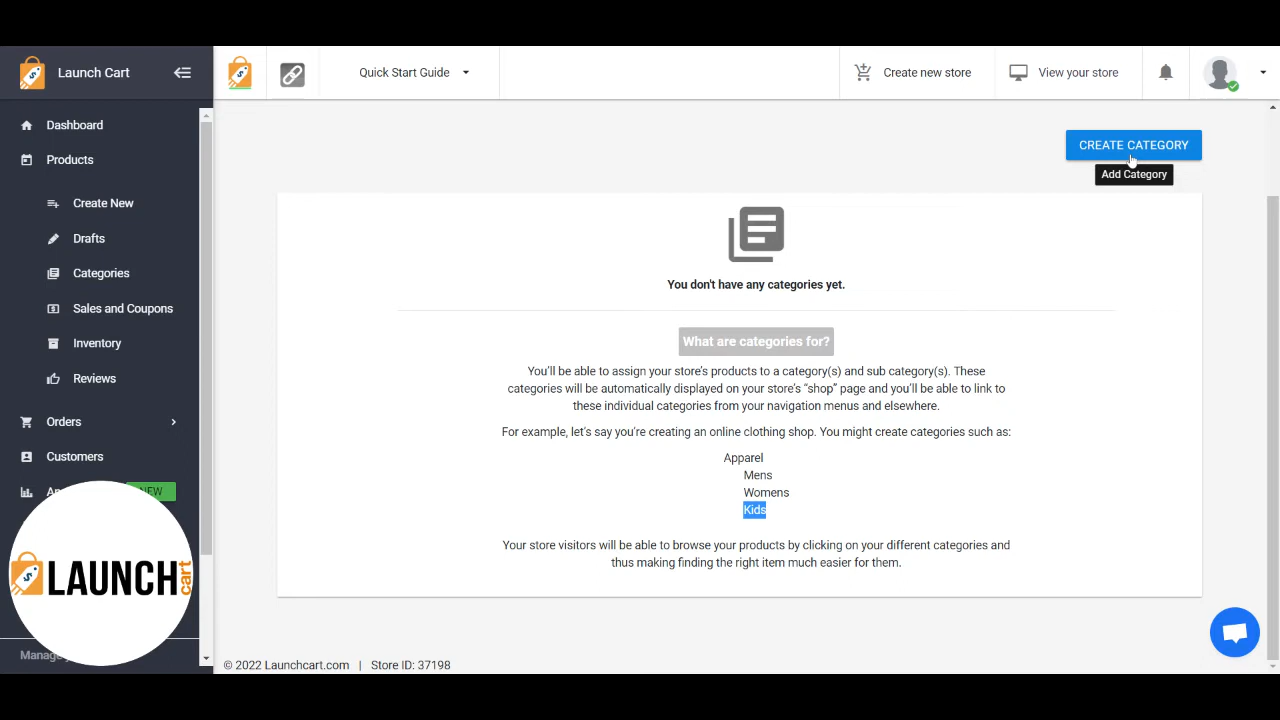 Launch Cart
Quick Start Guide
Create new store
View your store
Dashboard
Products
Create New
Drafts
Categories
Sales and Coupons
Inventory
Reviews
Orders
Customers
NEW
LAUNCH
cart
Manage
CREATE CATEGORY
Add Category
You don't have any categories yet.
What are categories for?
You'll be able to assign your store's products to a category(s) and sub category(s). These
categories will be automatically displayed on your store's “shop” page and you'll be able to link to
these individual categories from your navigation menus and elsewhere.
For example, let's say you're creating an online clothing shop. You might create categories such as:
Apparel
Mens
Womens
Kids
Your store visitors will be able to browse your products by clicking on your different categories and
thus making finding the right item much easier for them.
© 2022 Launchcart.com | Store ID: 37198